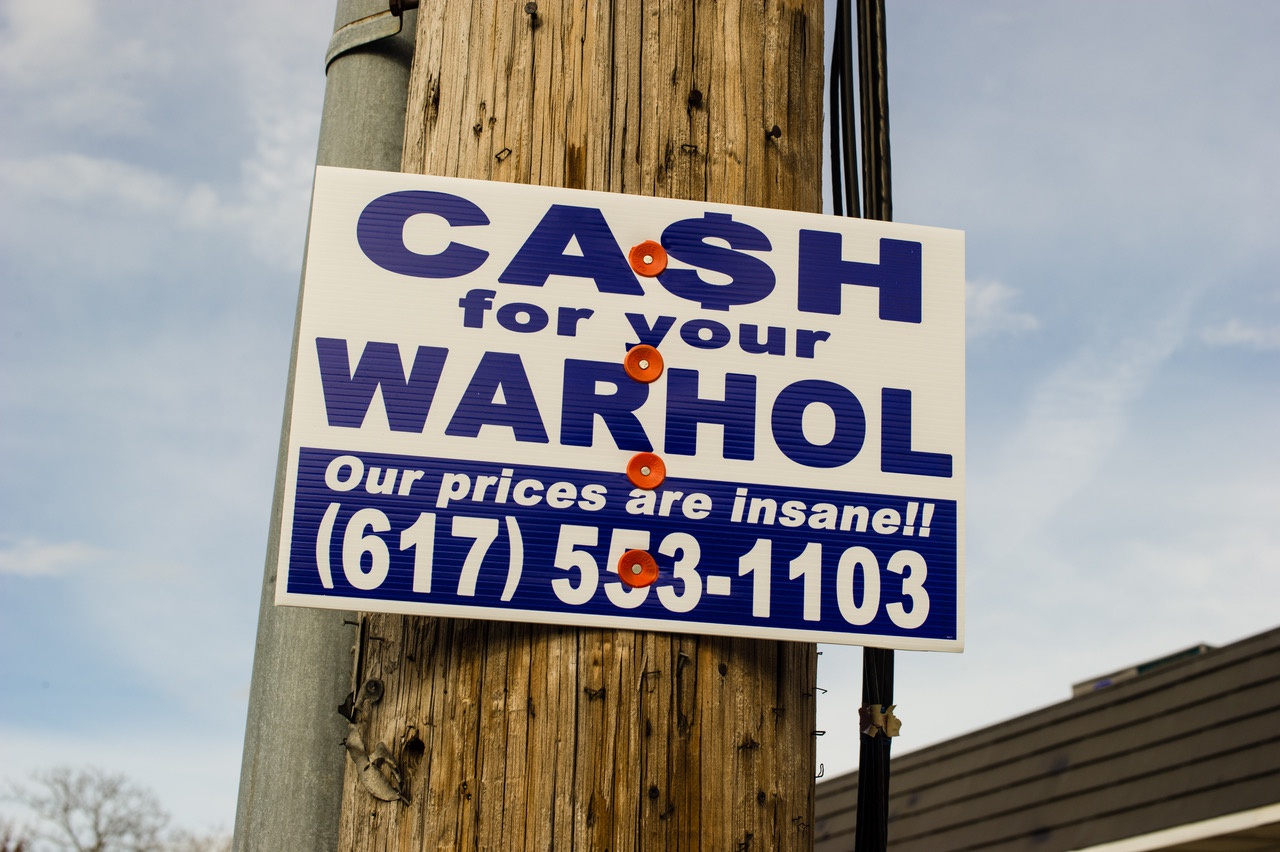 CA$H
for your
WARHOL
Our prices are insane!!
(617) 553-1103